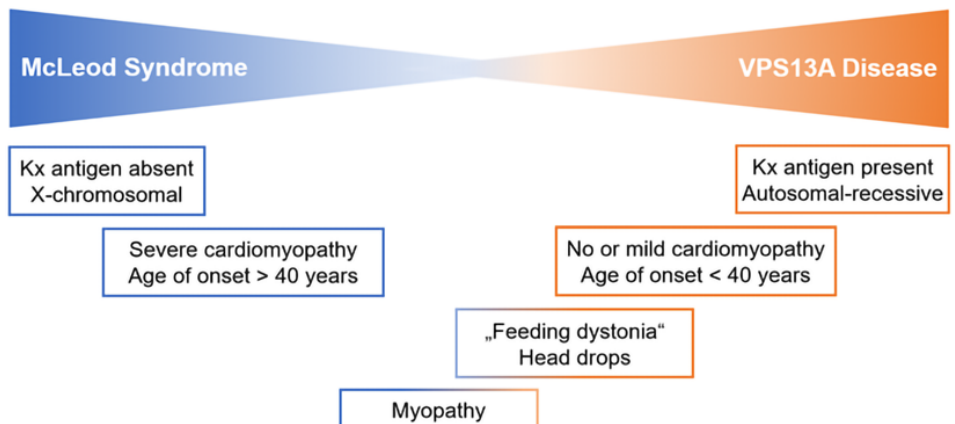 McLeod Syndrome
VPS13A Disease
Kx antigen absent
X-chromosomal
Kx antigen present
Autosomal-recessive
Severe cardiomyopathy
Age of onset > 40 years
No or mild cardiomyopathy
Age of onset < 40 years
„Feeding dystonia“
Head drops
Myopathy